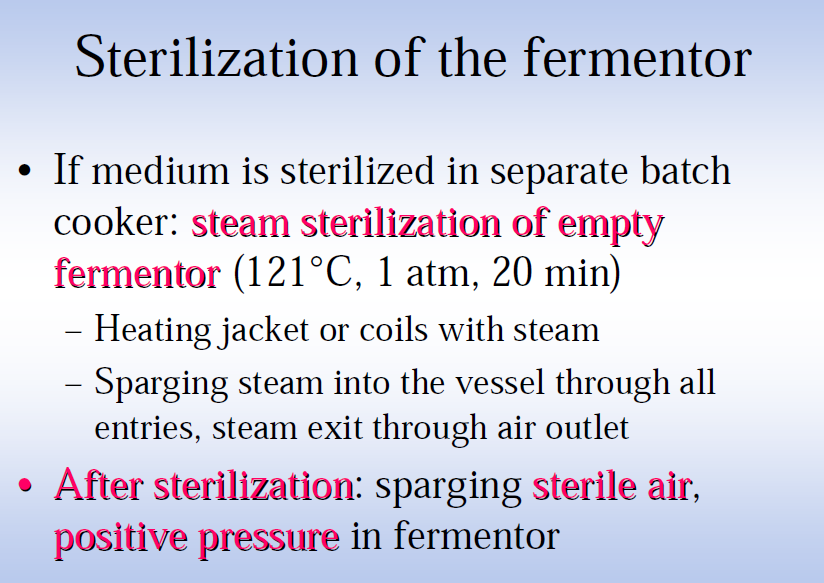 Sterilization of the fermentor
• If medium is sterilized in separate batch
cooker: steam sterilization of empty
fermentor (121°C, 1 atm, 20 min)
– Heating jacket or coils with steam
– Sparging steam into the vessel through all
entries, steam exit through air outlet
• After sterilization: sparging sterile air,
positive pressure in fermentor